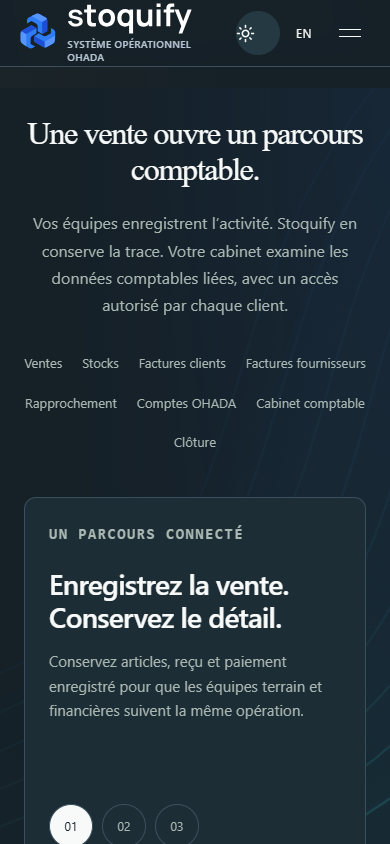 stoquify
SYSTÈME OPÉRATIONNEL
OHADA
EN
Une vente ouvre un parcours
comptable.
Vos équipes enregistrent l'activité. Stoquify en
conserve la trace. Votre cabinet examine les
données comptables liées, avec un accès
autorisé par chaque client.
Ventes Stocks Factures clients Factures fournisseurs
Rapprochement Comptes OHADA Cabinet comptable
Clôture
UN PARCOURS CONNECTÉ
Enregistrez la vente.
Conservez le détail.
Conservez articles, reçu et paiement
enregistré pour que les équipes terrain et
financières suivent la même opération.
01 02 03